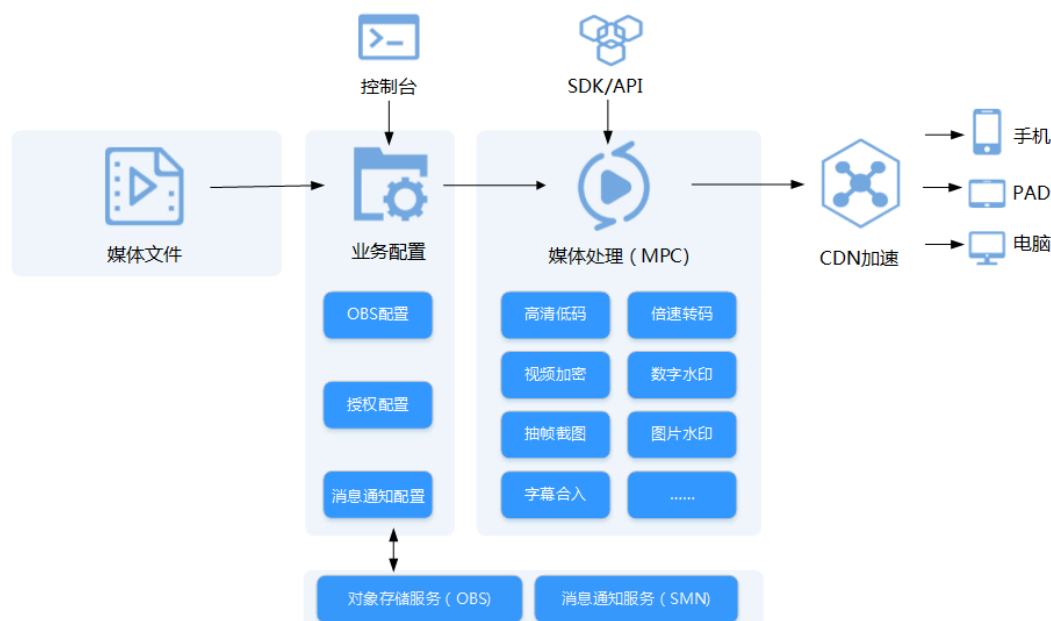 控制台
SDK/API
媒体文件
业务配置
媒体处理（MPC）
CDN加速
手机
PAD
电脑
OBS配置
授权配置
消息通知配置
高清低码
倍速转码
视频加密
数字水印
抽帧截图
图片水印
字幕合入
......
对象存储服务（OBS)
消息通知服务（SMN)